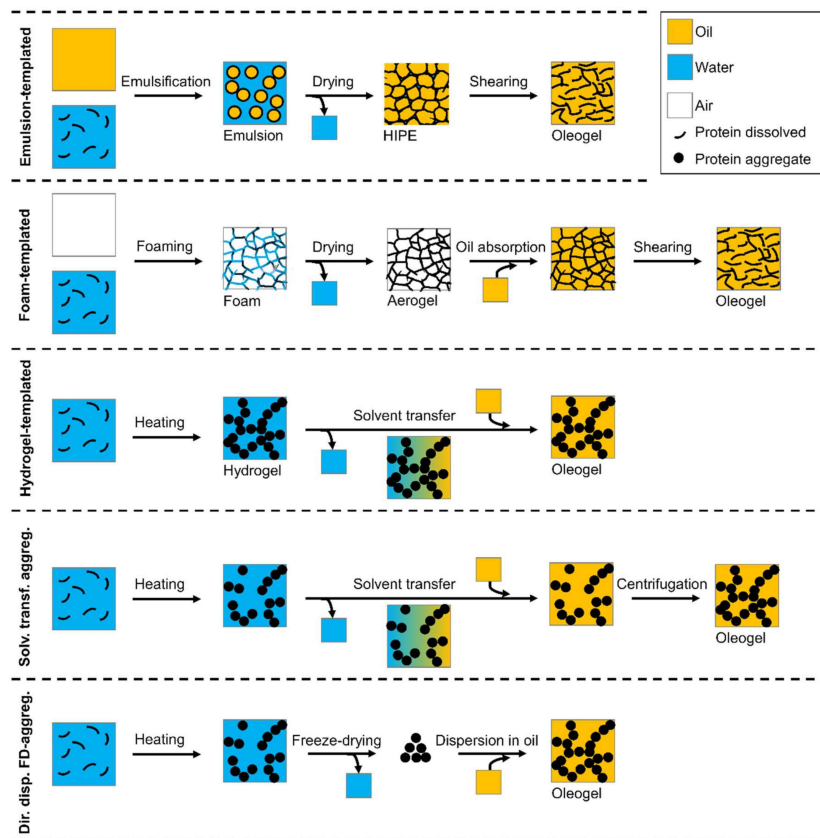 Emulsion-templated
Emulsification
Drying
Shearing
Emulsion
HIPE
Oleogel
Oil
Water
Air
Protein dissolved
Protein aggregate
Foam-templated
Foaming
Drying
Oil absorption
Shearing
Foam
Aerogel
Oleogel
Hydrogel-templated
Heating
Solvent transfer
Hydrogel
Oleogel
Solv. transf. aggreg.
Heating
Solvent transfer
Centrifugation
Oleogel
Dir. disp. FD-aggreg.
Heating
Freeze-drying
Dispersion in oil
Oleogel